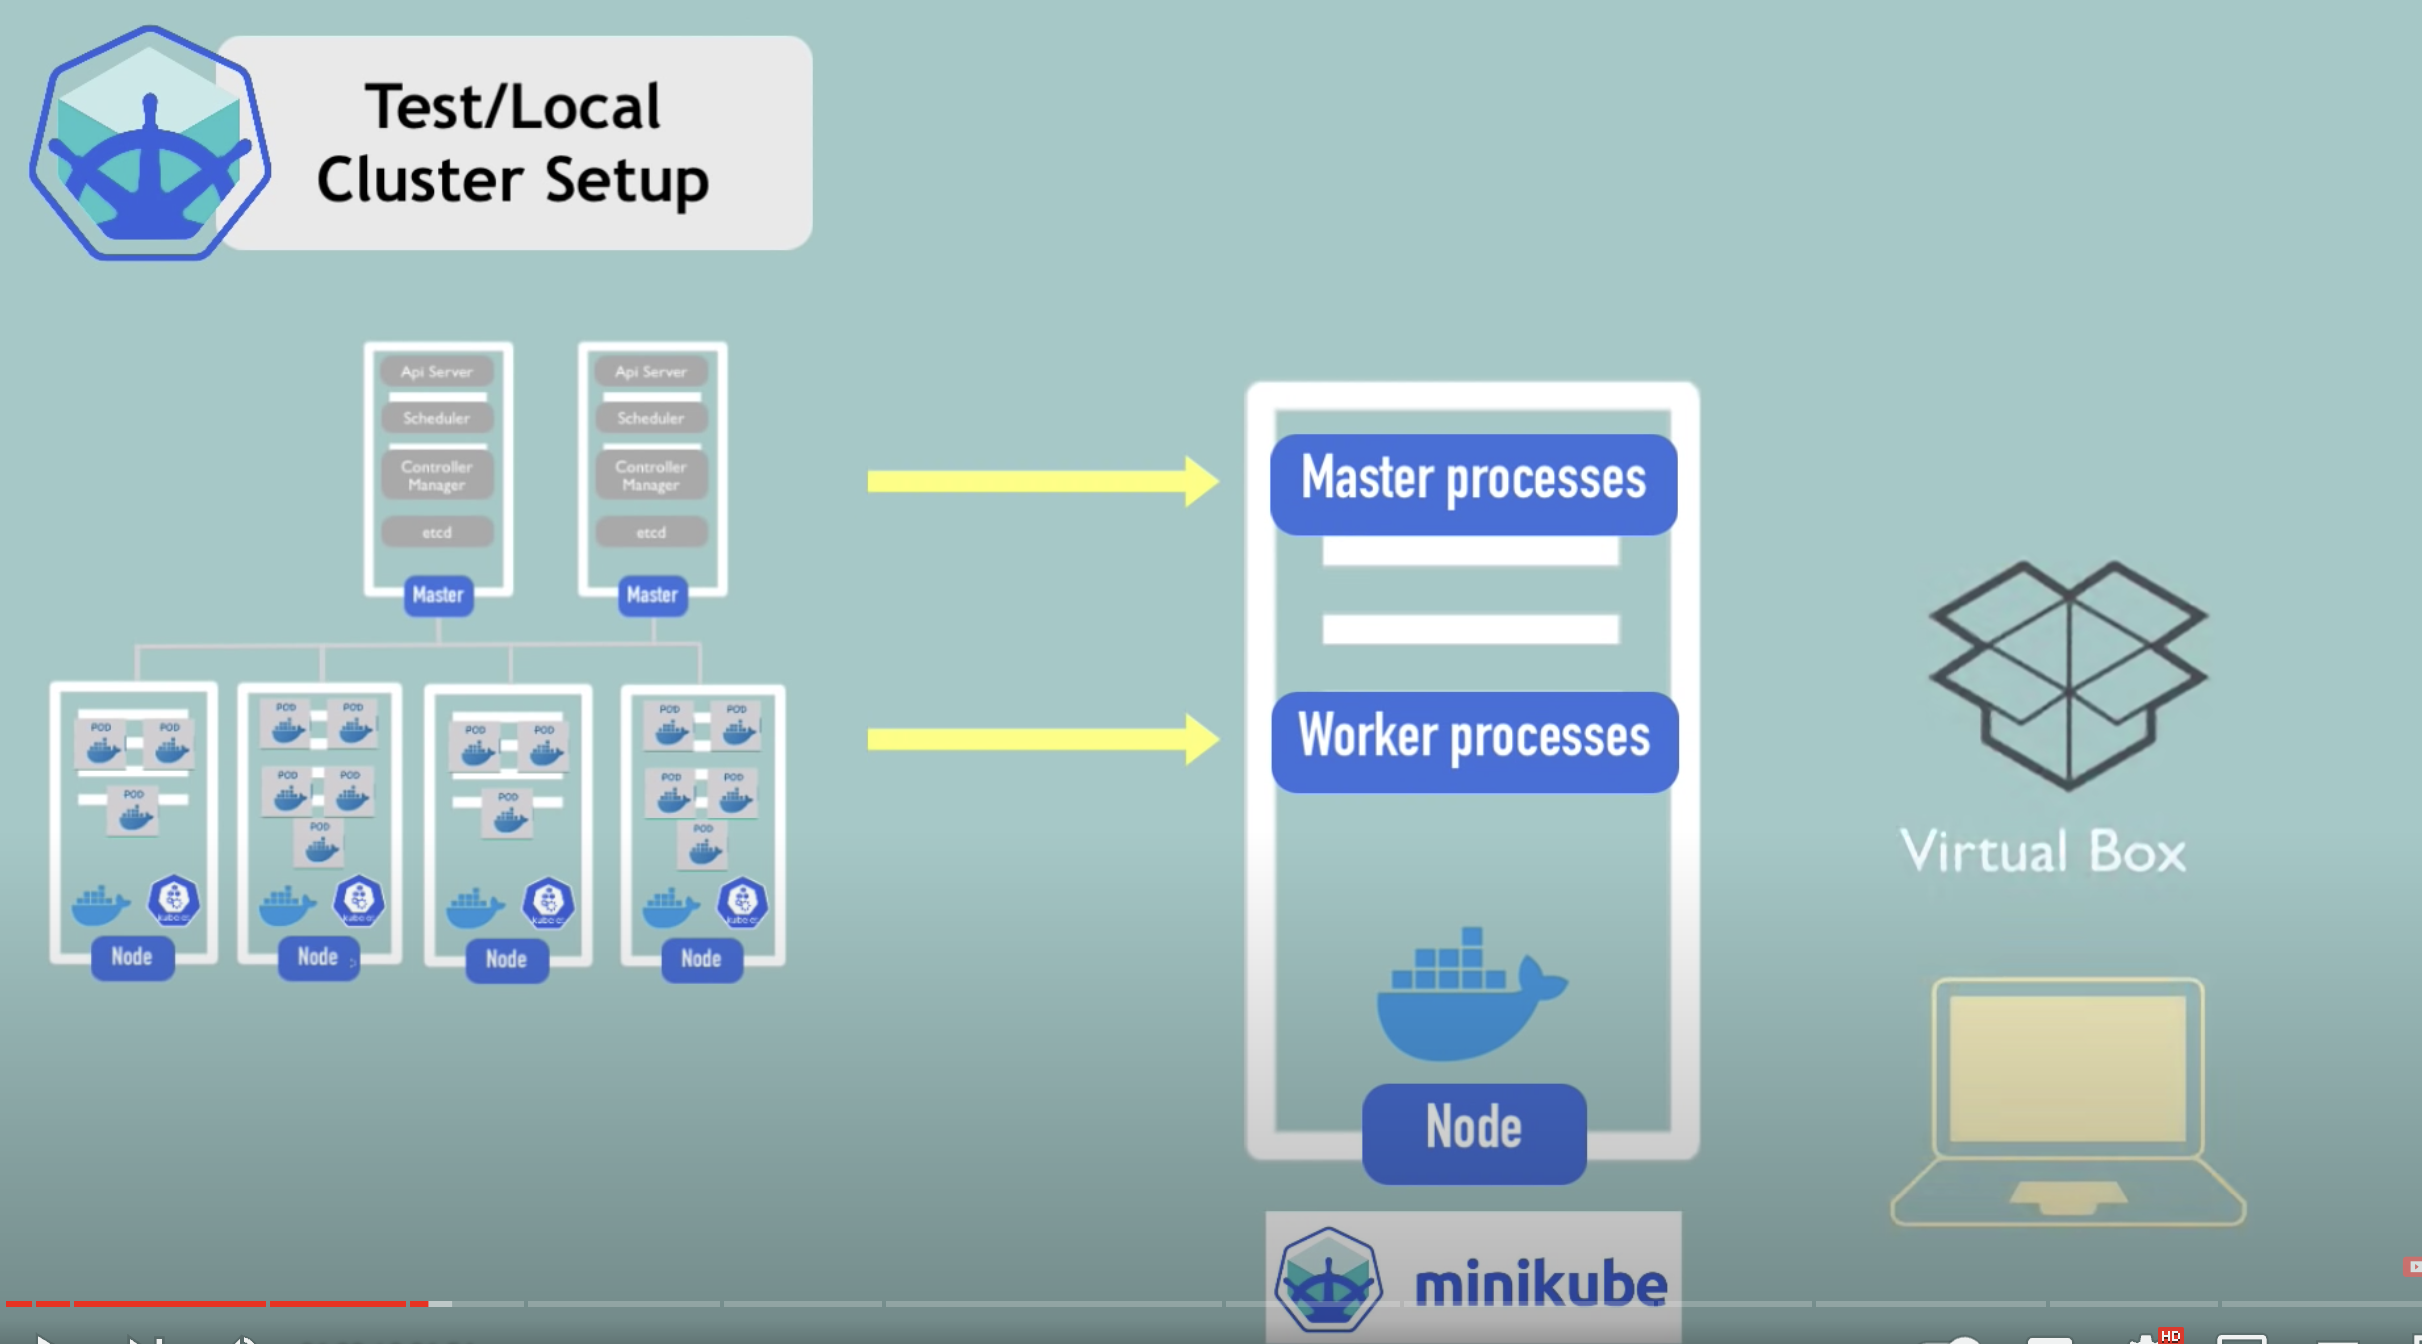 Test/Local
Cluster Setup
Api Server
Scheduler
Controller
Manager
etcd
Master
Api Server
Scheduler
Controller
Manager
etcd
Master
POD
POD
POD
Node
POD
POD
POD
POD
POD
Node
POD
POD
POD
Node
POD
POD
POD
POD
POD
Node
Master processes
Worker processes
Node
minikube
Virtual Box
HD